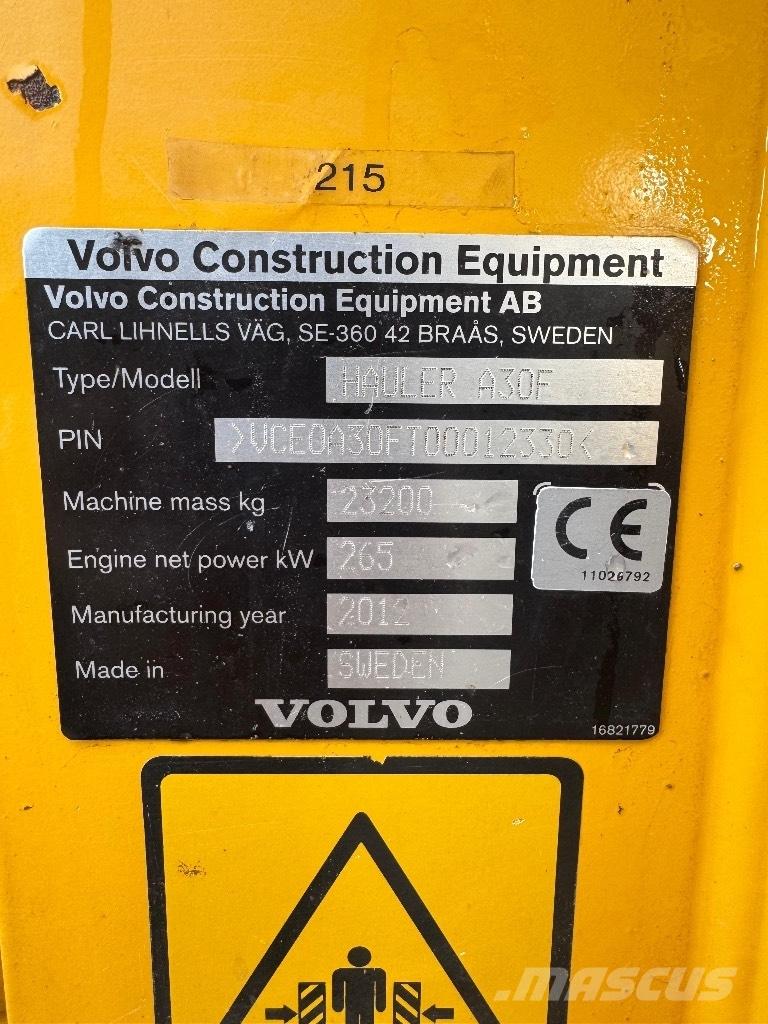 215
Volvo Construction Equipment
Volvo Construction Equipment AB
CARL LIHNELLS VÄG, SE-360 42 BRAÅS, SWEDEN
Type/Modell HAULER A30F
PIN >VCE0A30FT00012330<
Machine mass kg 23200
Engine net power kW 265
CE
11026792
Manufacturing year 2012
Made in SWEDEN
VOLVO
16821779
MASCUS